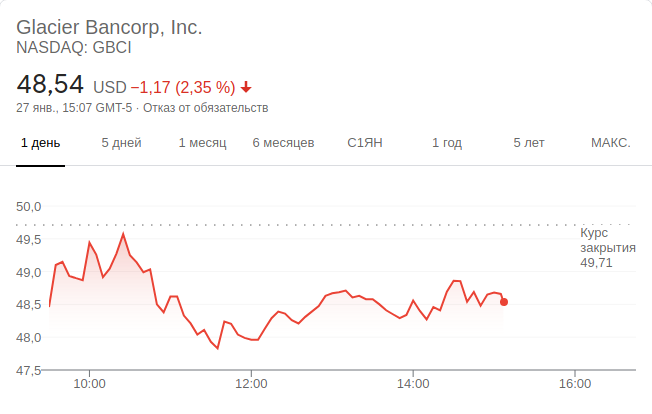 Glacier Bancorp, Inc.
NASDAQ: GBCI
48,54 USD −1,17 (2,35 %)
27 янв., 15:07 GMT-5 · Отказ от обязательств
1 день 5 дней 1 месяц 6 месяцев С1ЯН 1 год 5 лет МАКС.
50,0
49,5
49,0
48,5
48,0
47,5
Курс
закрытия
49,71
10:00 12:00 14:00 16:00